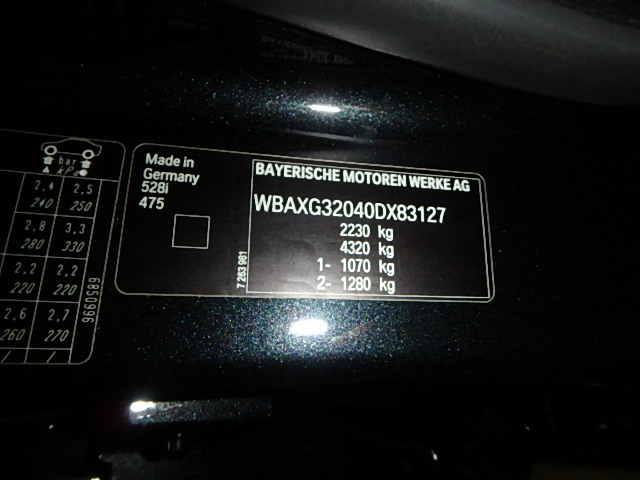 bar
kPa
2.4 2.5
240 250
2.8 3.3
280 330
2.2 2.2
220 220
2.6 2.7
260 270
/ /
6850996
Made in
Germany
528i
475
7 263 981
BAYERISCHE MOTOREN WERKE AG
WBAXG32040DX83127
2230 kg
4320 kg
1- 1070 kg
2- 1280 kg